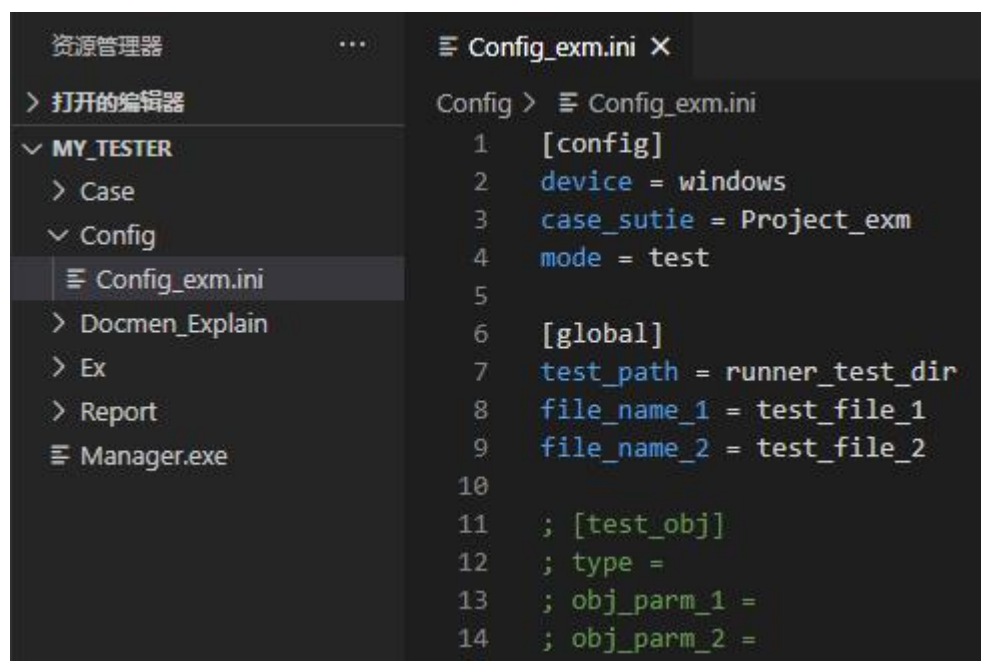 资源管理器 ...
> 打开的编辑器
MY_TESTER
> Case
Config
Config_exm.ini
> Docmen_Explain
> Ex
> Report
Manager.exe
Config_exm.ini ×
Config > Config_exm.ini
1 [config]
2 device = windows
3 case_sutie = Project_exm
4 mode = test
5
6 [global]
7 test_path = runner_test_dir
8 file_name_1 = test_file_1
9 file_name_2 = test_file_2
10
11 ; [test_obj]
12 ; type =
13 ; obj_parm_1 =
14 ; obj_parm_2 =